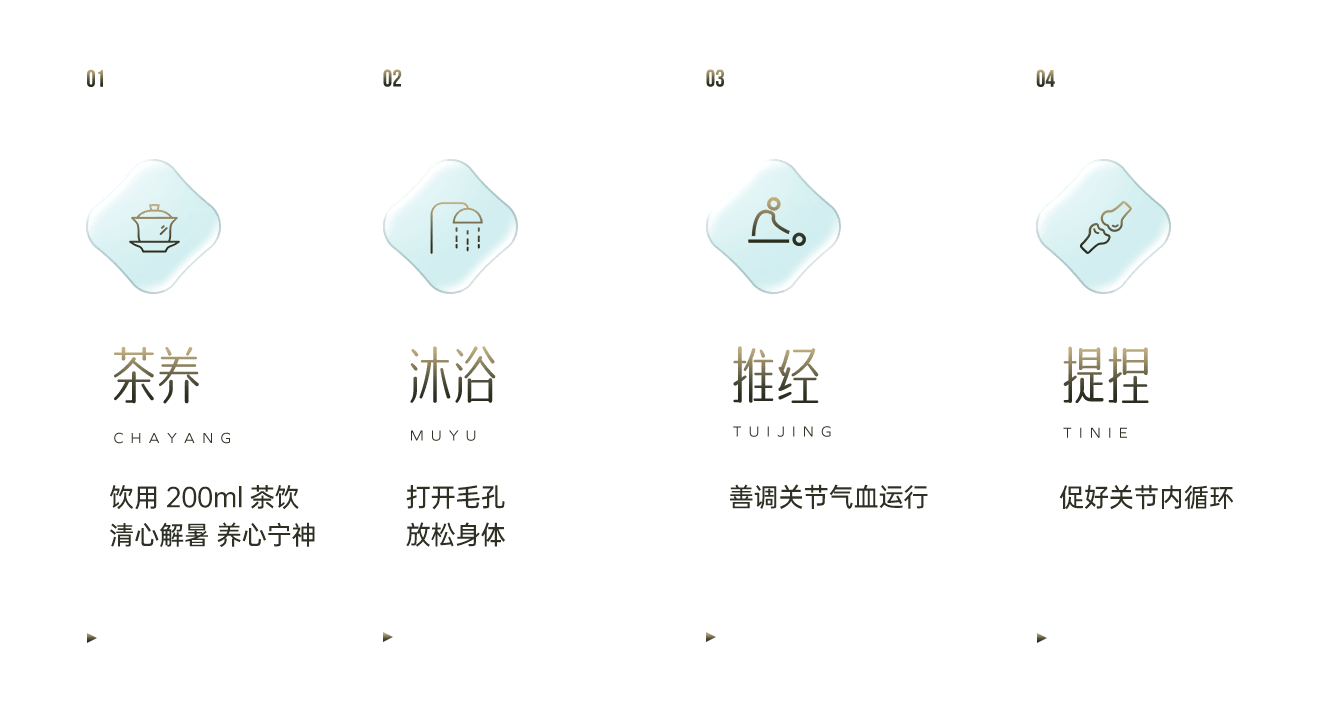 01
茶养
CHAYANG
饮用 200ml 茶饮
清心解暑 养心宁神
02
沐浴
MUYU
打开毛孔
放松身体
03
推经
TUIJING
善调关节气血运行
04
提捏
TINIE
促好关节内循环